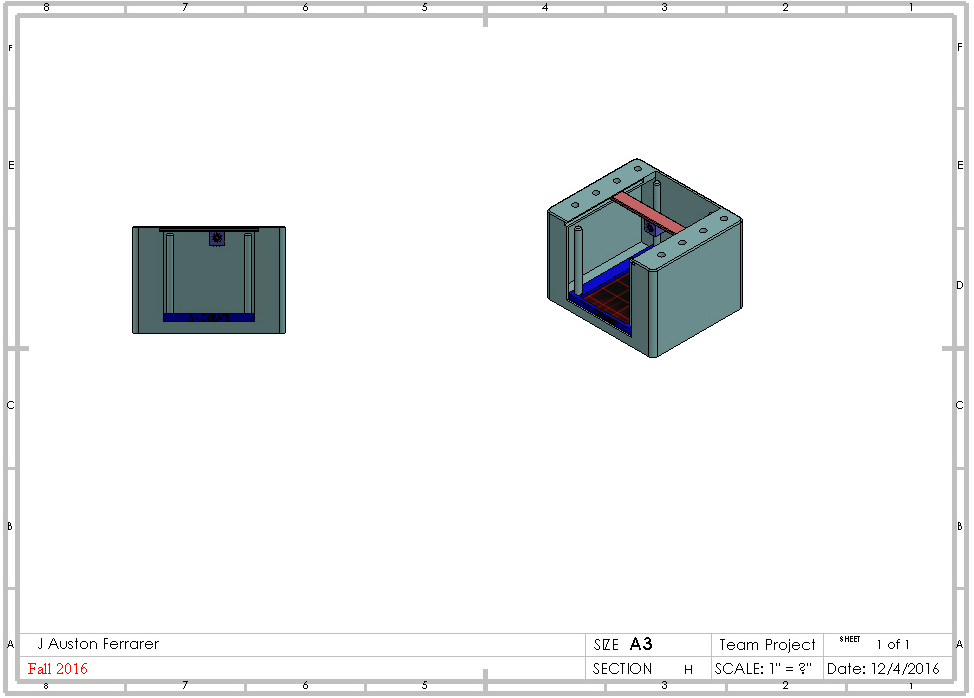 8 7 6 5 4 3 2 1
F F
E E
D D
C C
B B
A A
J Auston Ferrarer
SIZE A3
Team Project
SHEET 1 of 1
Fall 2016
SECTION H
SCALE: 1" = ?"
Date: 12/4/2016
8 7 6 5 3 2 1